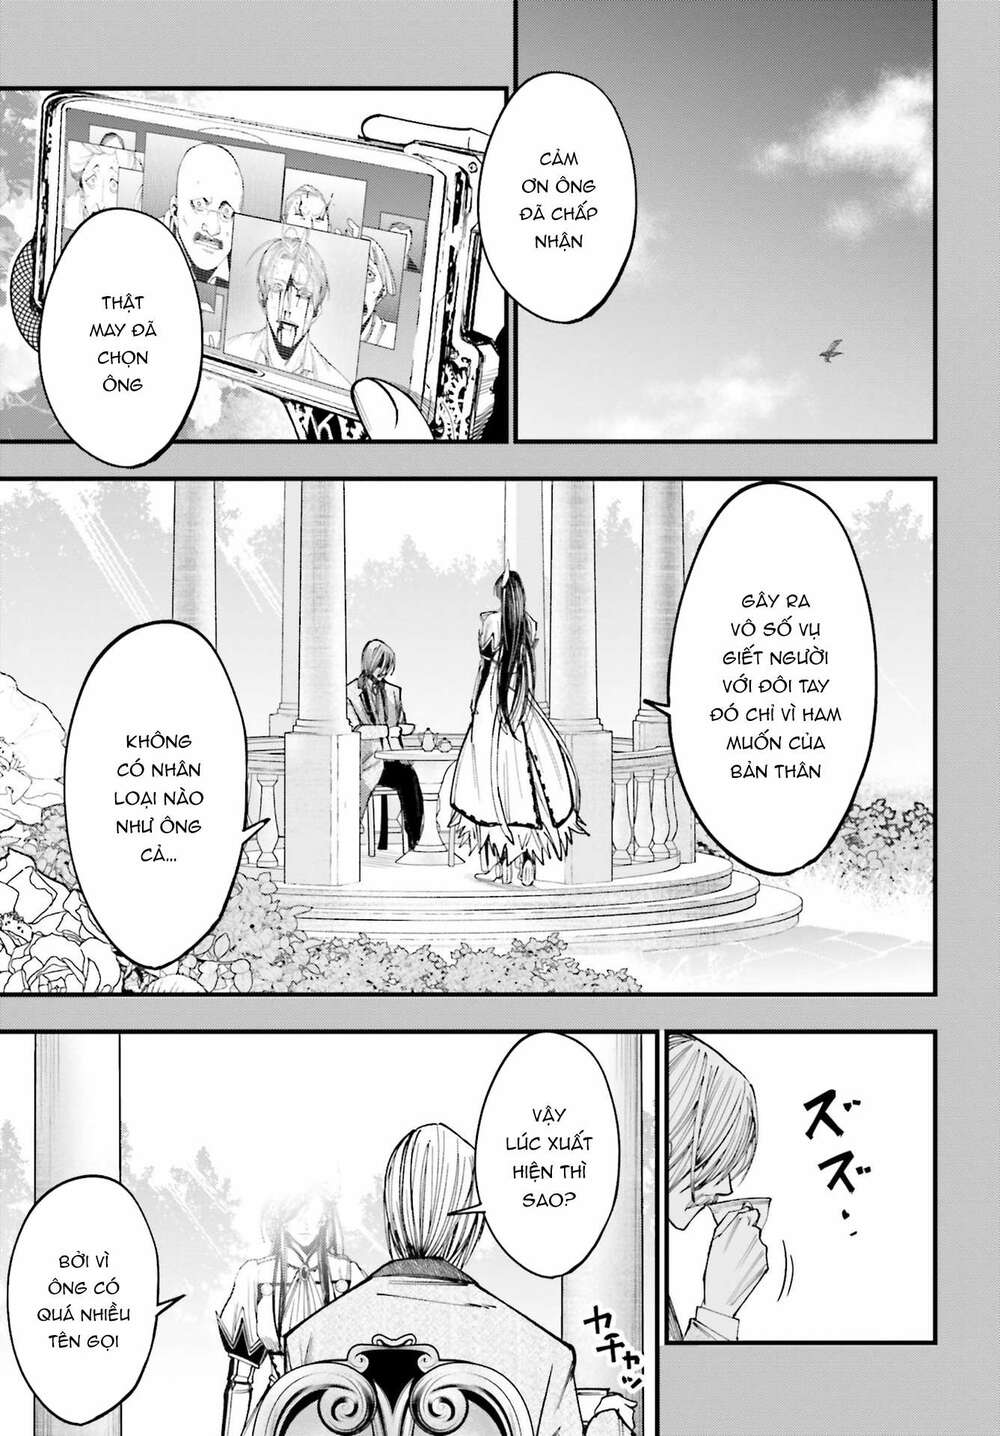 CẢM
ƠN ÔNG
ĐÃ CHẤP
NHẬN
THẬT
MAY ĐÃ
CHỌN
ÔNG
GÂY RA
VÔ SỐ VỤ
GIẾT NGƯỜI
VỚI ĐÔI TAY
ĐÓ CHỈ VÌ HAM
MUỐN CỦA
BẢN THÂN
KHÔNG
CÓ NHÂN
LOẠI NÀO
NHƯ ÔNG
CẢ...
ズズ...
VẬY
LÚC XUẤT
HIỆN THÌ
SAO?
カチャッ
BỞI VÌ
ÔNG CÓ
QUÁ NHIỀU
TÊN GỌI